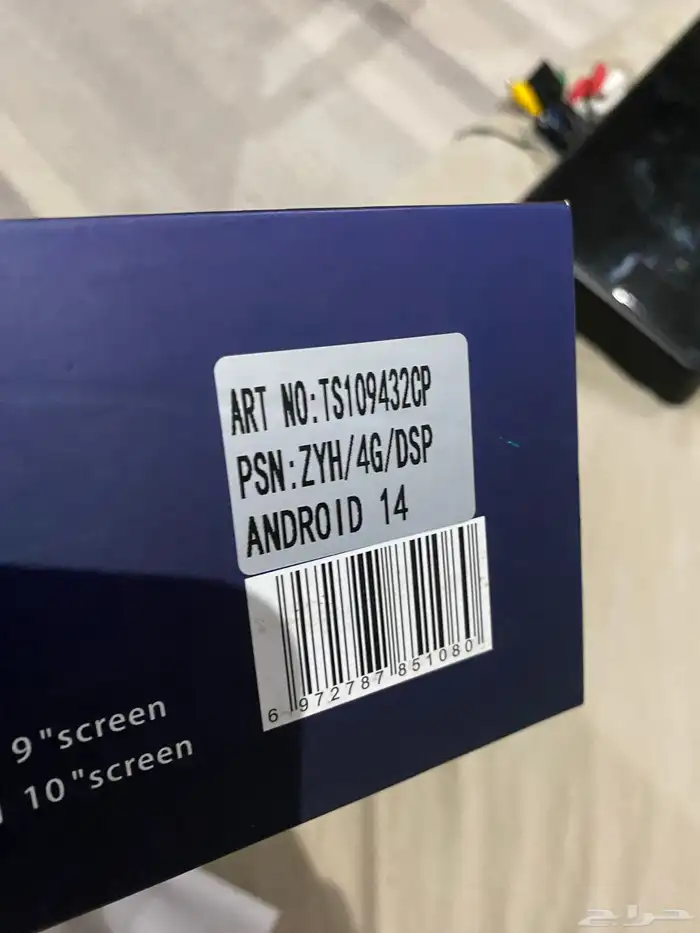 ART NO:TS109432CP
PSN:ZYH/4G/DSP
ANDROID 14
6 972787 851080
9"screen
10"screen
حراج